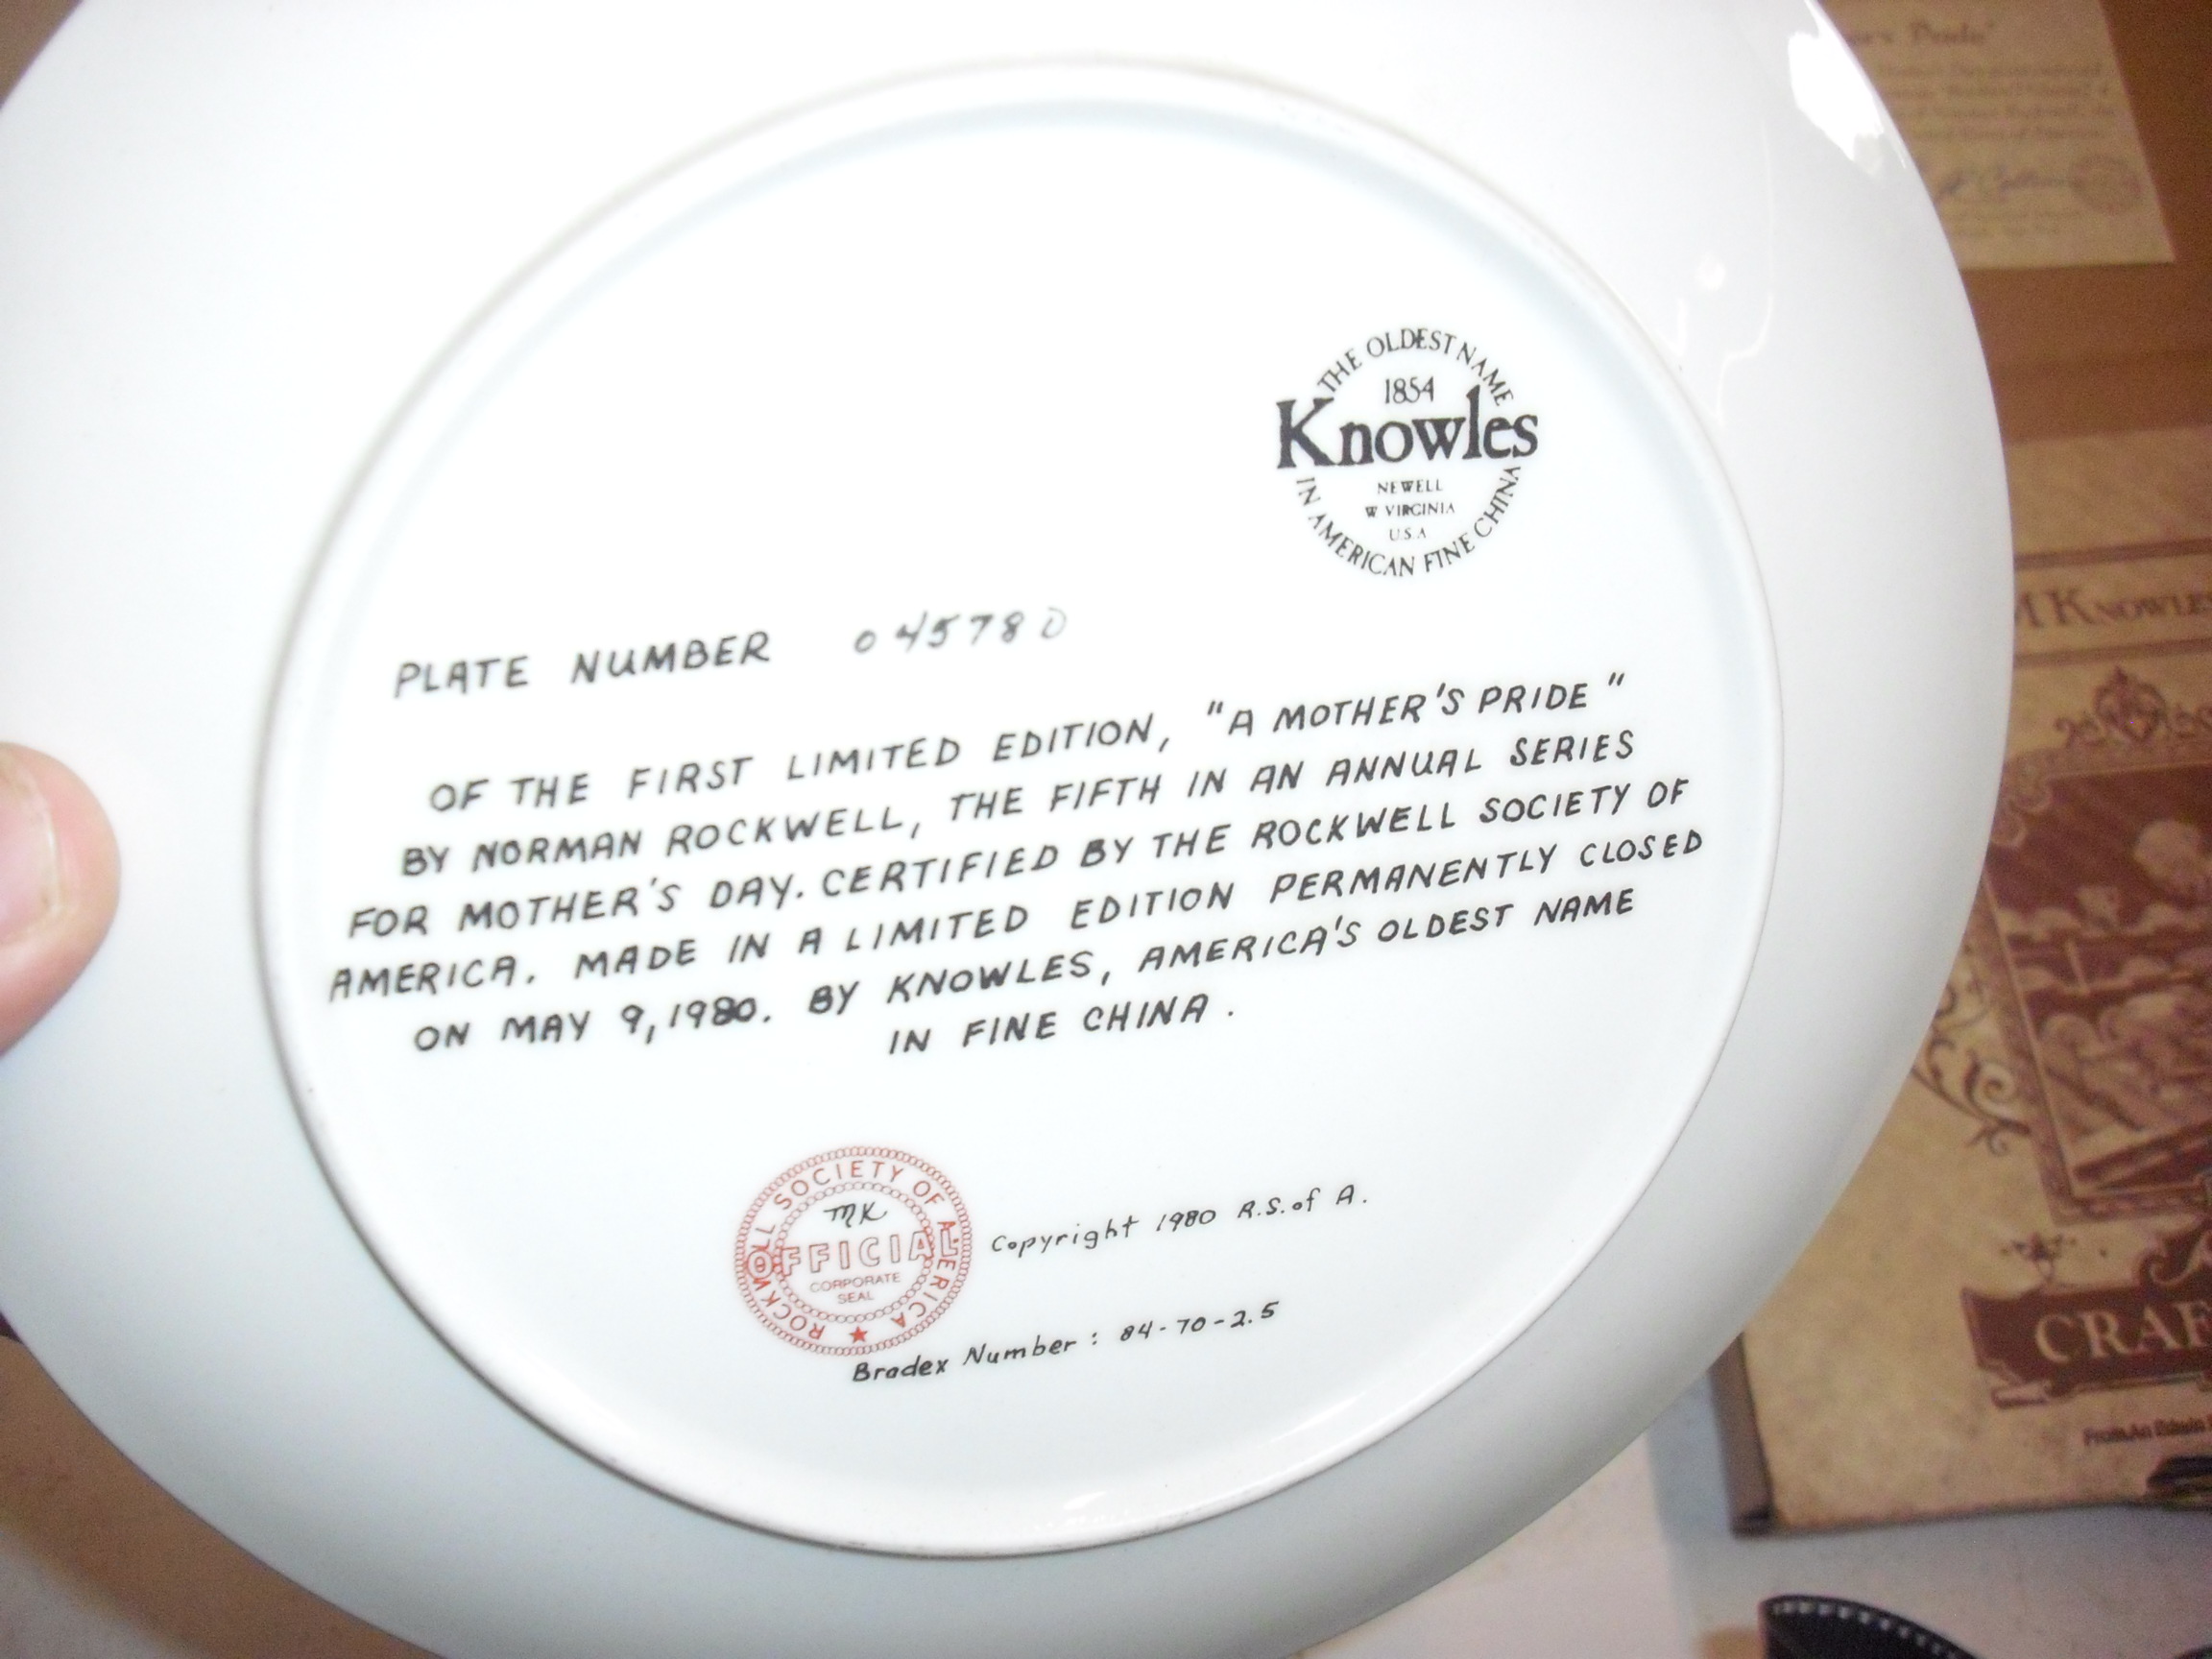 THE OLDEST NAME
1854
Knowles
NEWELL
W VIRGINIA
U.S.A
IN AMERICAN FINE CHINA
PLATE NUMBER 045780
OF THE FIRST LIMITED EDITION, "A MOTHER'S PRIDE"
BY NORMAN ROCKWELL, THE FIFTH IN AN ANNUAL SERIES
FOR MOTHER'S DAY. CERTIFIED BY THE ROCKWELL SOCIETY OF
AMERICA. MADE IN A LIMITED EDITION PERMANENTLY CLOSED
ON MAY 9, 1980. BY KNOWLES, AMERICA'S OLDEST NAME
IN FINE CHINA.
ROCKWELL SOCIETY OF AMERICA
MK
OFFICIAL
CORPORATE
SEAL
Copyright 1980 R.S.of A.
Bradex Number: 84-70-2.5
M KNOWLES
CRAF
From An Edwin